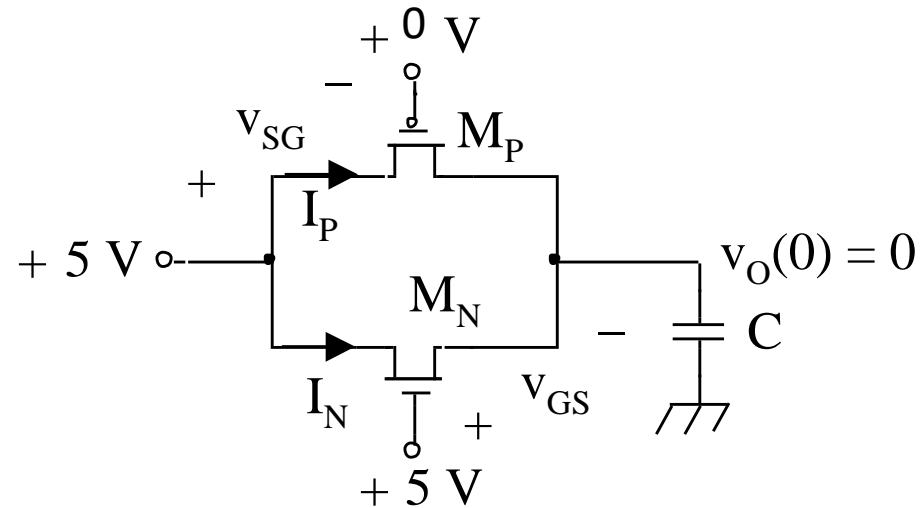 + 0 V
−
v_SG
M_P
+
I_P
+ 5 V
v_O(0) = 0
M_N
−
C
I_N
v_GS
+
+ 5 V